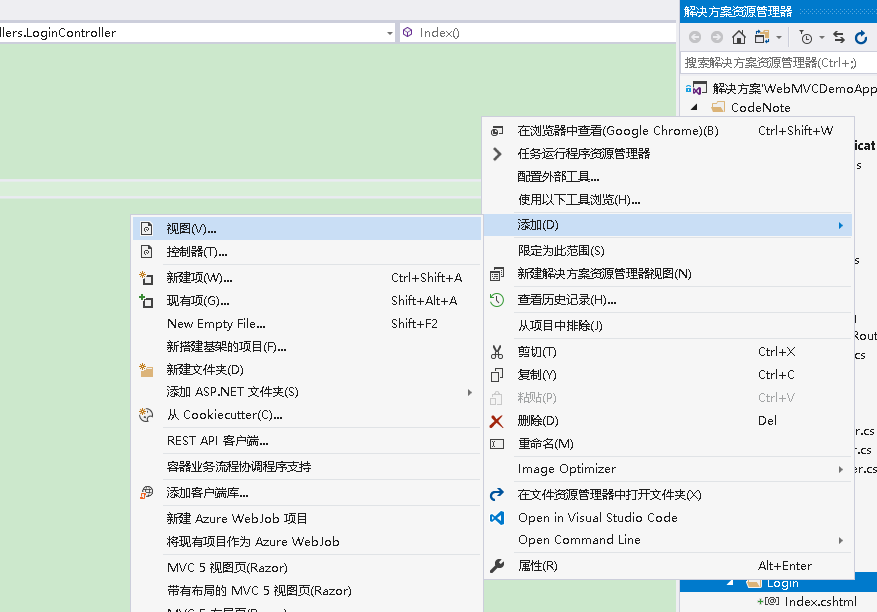 llers.LoginController
Index()
解决方案资源管理器
搜索解决方案资源管理器(Ctrl+;)
解决方案'WebMVCDemoApp
CodeNote
在浏览器中查看(Google Chrome)(B) Ctrl+Shift+W
任务运行程序资源管理器
配置外部工具...
使用以下工具浏览(H)...
添加(D)
限定为此范围(S)
新建解决方案资源管理器视图(N)
查看历史记录(H)...
从项目中排除(J)
剪切(T) Ctrl+X
复制(Y) Ctrl+C
粘贴(P) Ctrl+V
删除(D) Del
重命名(M)
Image Optimizer
在文件资源管理器中打开文件夹(X)
Open in Visual Studio Code
Open Command Line
属性(R) Alt+Enter
视图(V)...
控制器(T)...
新建项(W)... Ctrl+Shift+A
现有项(G)... Shift+Alt+A
New Empty File... Shift+F2
新搭建基架的项目(F)...
新建文件夹(D)
添加 ASP.NET 文件夹(S)
从 Cookiecutter(C)...
REST API 客户端...
容器业务流程协调程序支持
添加客户端库...
新建 Azure WebJob 项目
将现有项目作为 Azure WebJob
MVC 5 视图页(Razor)
带有布局的 MVC 5 视图页(Razor)
MVC 5 布局页(Razor)
icat
s
s
Rout
cs
er.cs
r.cs
er.cs
Login
Index.cshtml